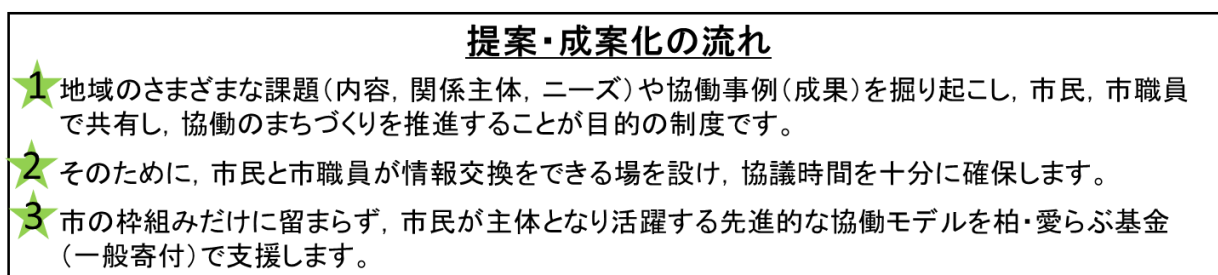 提案・成案化の流れ
1 地域のさまざまな課題(内容, 関係主体, ニーズ)や協働事例(成果)を掘り起こし, 市民, 市職員
で共有し, 協働のまちづくりを推進することが目的の制度です。
2 そのために, 市民と市職員が情報交換をできる場を設け, 協議時間を十分に確保します。
3 市の枠組みだけに留まらず, 市民が主体となり活躍する先進的な協働モデルを柏・愛らぶ基金
(一般寄付)で支援します。